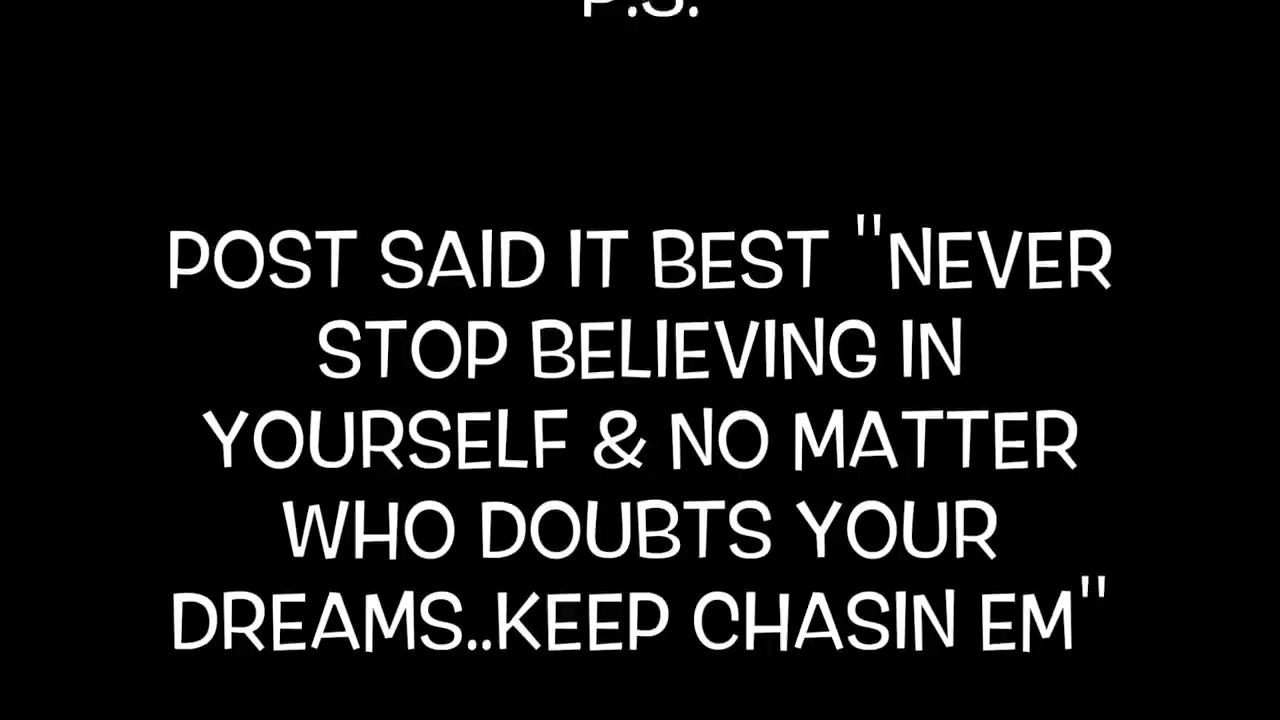 P.S.
POST SAID IT BEST "NEVER
STOP BELIEVING IN
YOURSELF & NO MATTER
WHO DOUBTS YOUR
DREAMS..KEEP CHASIN EM"